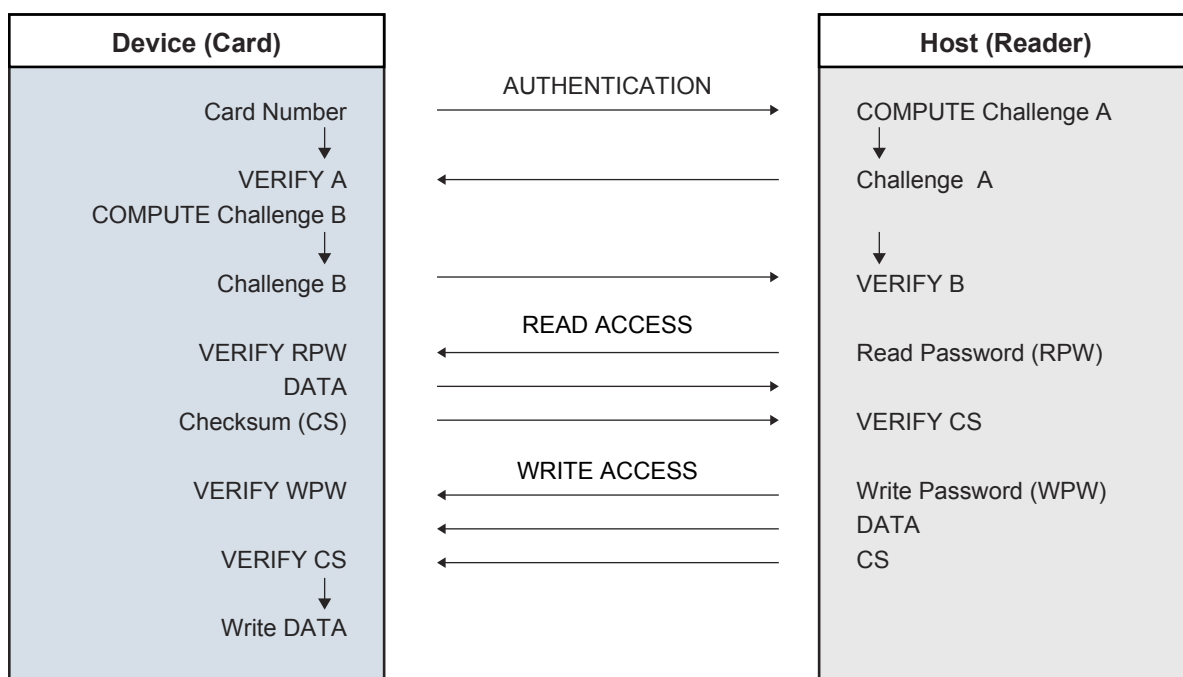 Device (Card)
Host (Reader)
AUTHENTICATION
Card Number
COMPUTE Challenge A
VERIFY A
Challenge A
COMPUTE Challenge B
Challenge B
VERIFY B
READ ACCESS
VERIFY RPW
Read Password (RPW)
DATA
Checksum (CS)
VERIFY CS
WRITE ACCESS
VERIFY WPW
Write Password (WPW)
DATA
VERIFY CS
CS
Write DATA